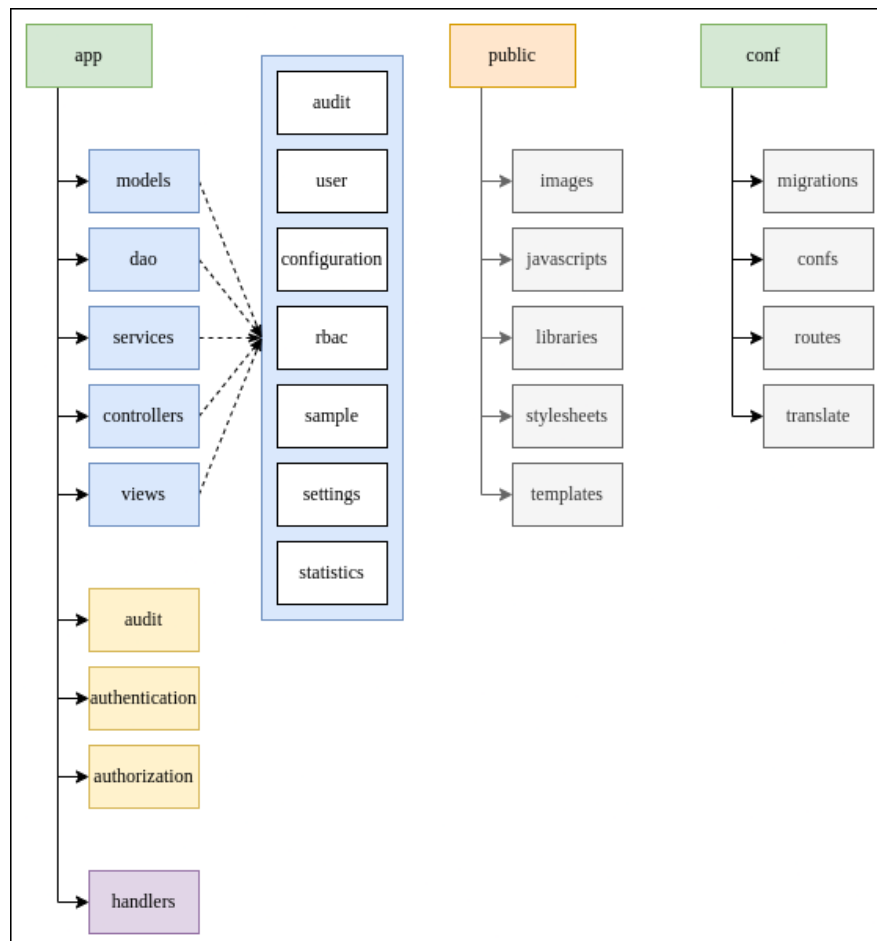 app
models
dao
services
controllers
views
audit
authentication
authorization
handlers
audit
user
configuration
rbac
sample
settings
statistics
public
images
javascripts
libraries
stylesheets
templates
conf
migrations
confs
routes
translate